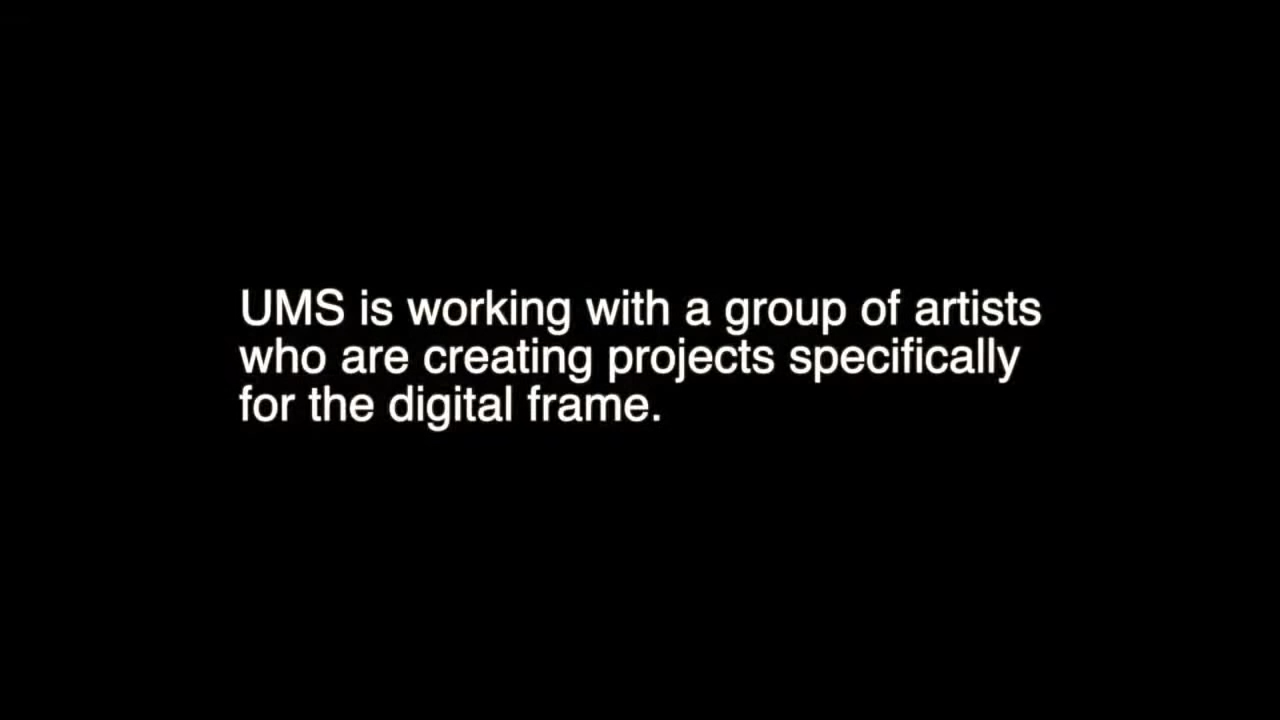 UMS is working with a group of artists
who are creating projects specifically
for the digital frame.